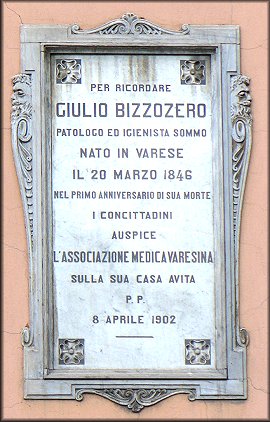 PER RICORDARE
GIULIO BIZZOZERO
PATOLOGO ED IGIENISTA SOMMO
NATO IN VARESE
IL 20 MARZO 1846
NEL PRIMO ANNIVERSARIO DI SUA MORTE
I CONCITTADINI
AUSPICE
L'ASSOCIAZIONE MEDICA VARESINA
SULLA SUA CASA AVITA
P. P.
8 APRILE 1902